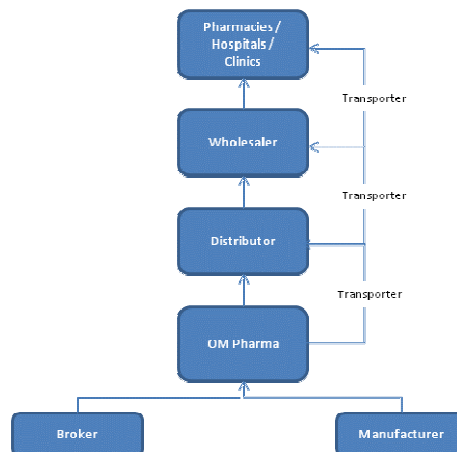 Pharmacies /
Hospitals /
Clinics
Transporter
Wholesaler
Transporter
Distributor
Transporter
OM Pharma
Broker
Manufacturer